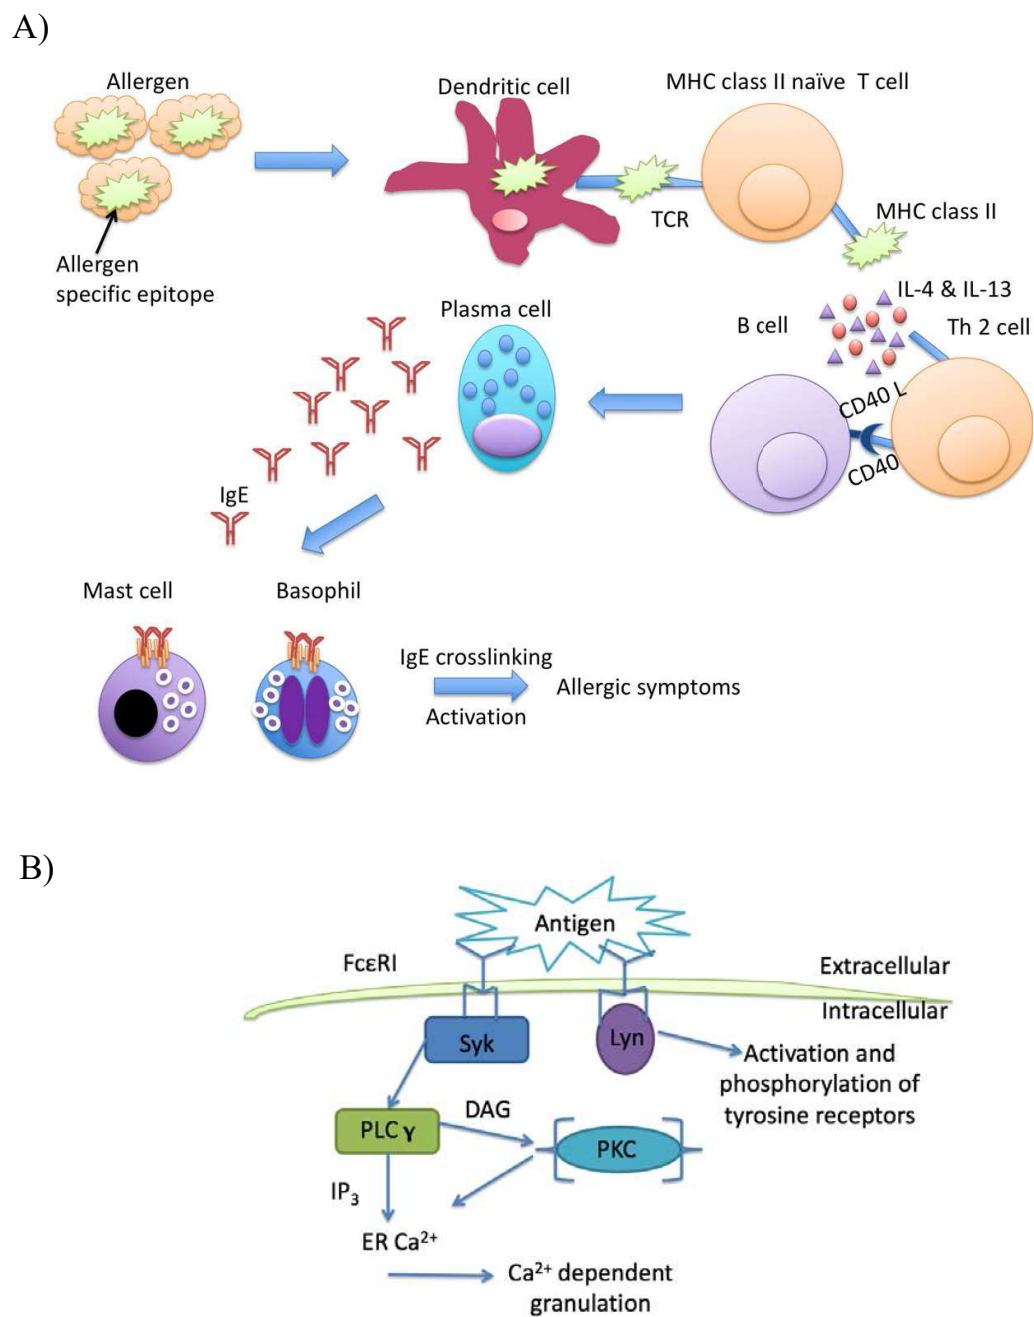 A)
Allergen
Dendritic cell
MHC class II naïve T cell
TCR
MHC class II
Allergen
specific epitope
IL-4 & IL-13
Plasma cell
B cell
Th 2 cell
CD40 L
CD40
IgE
Mast cell
Basophil
IgE crosslinking
Activation
Allergic symptoms
B)
Antigen
FcεRI
Extracellular
Intracellular
Syk
Lyn
Activation and
phosphorylation of
tyrosine receptors
DAG
PLC γ
PKC
IP₃
ER Ca²⁺
Ca²⁺ dependent
granulation